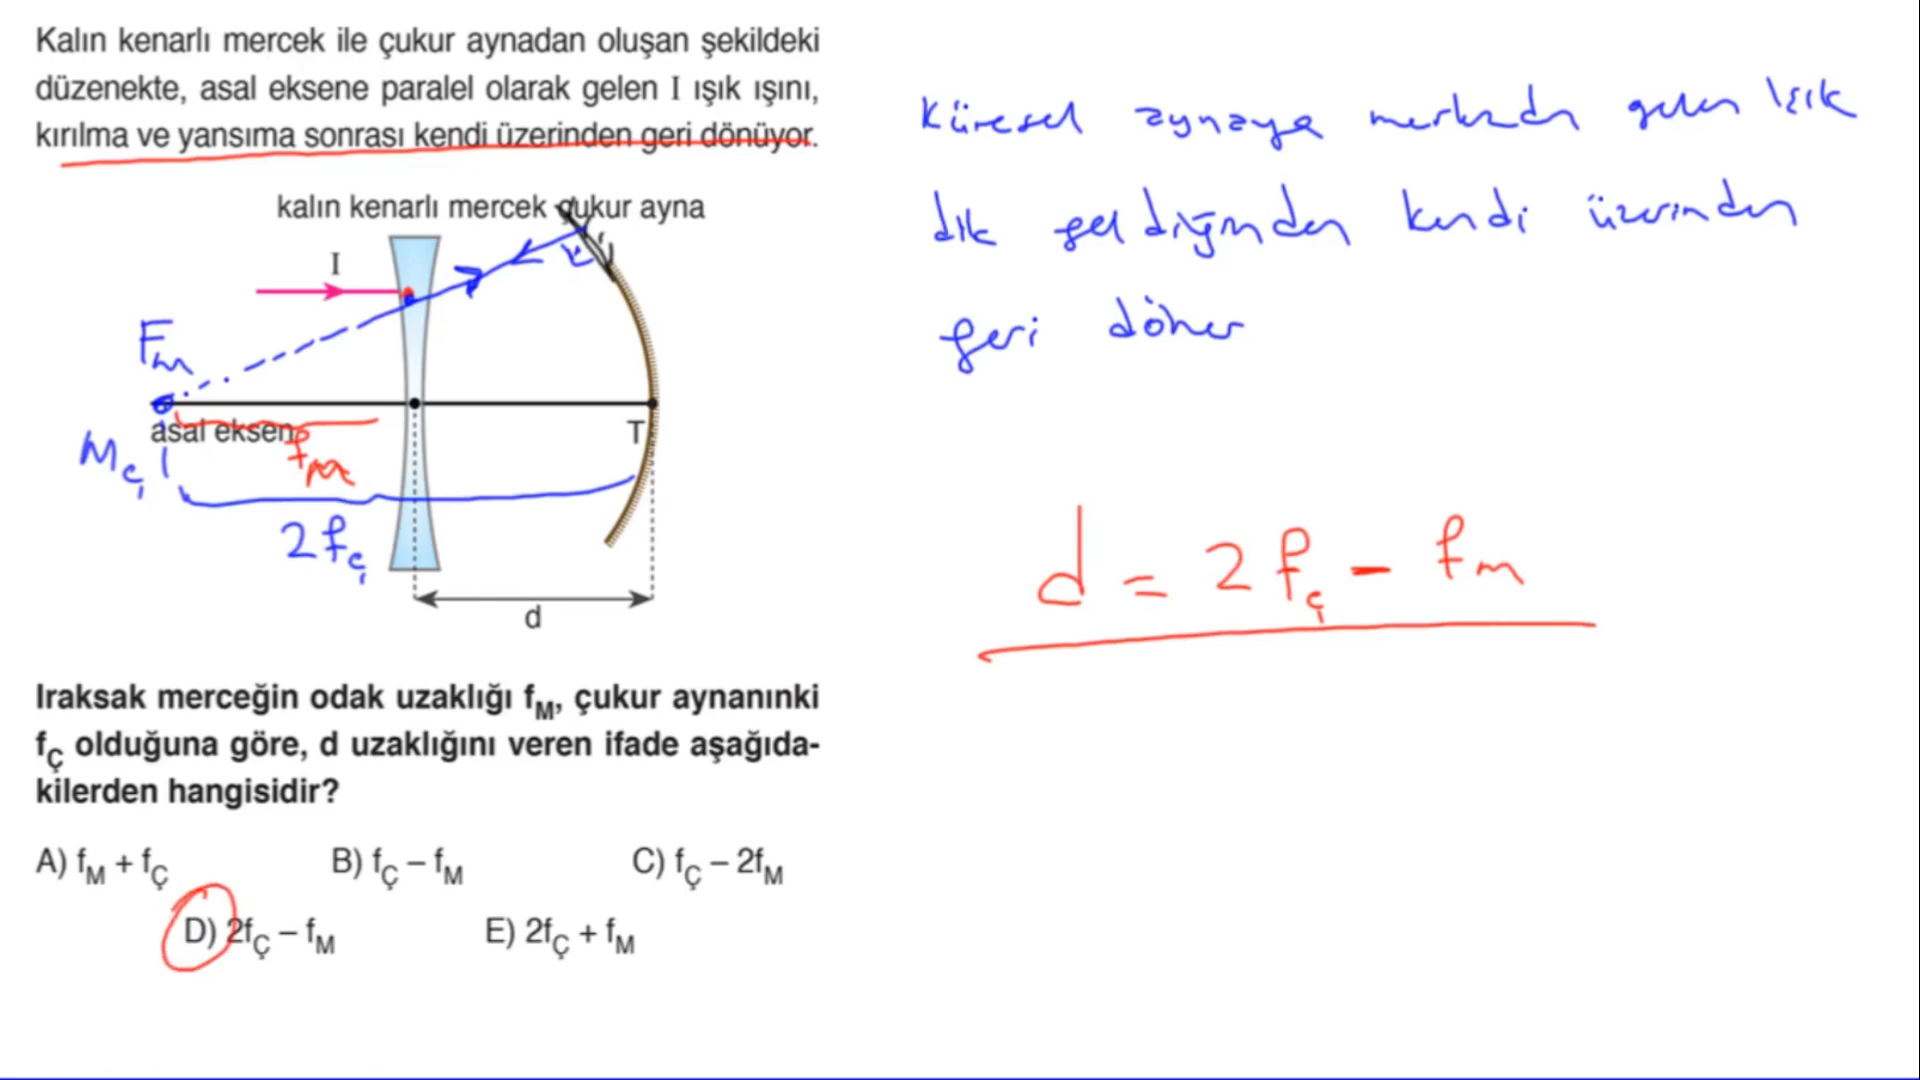 Kalın kenarlı mercek ile çukur aynadan oluşan şekildeki
düzenekte, asal eksene paralel olarak gelen I ışık ışını,
kırılma ve yansıma sonrası kendi üzerinden geri dönüyor.
kalın kenarlı mercek çukur ayna
I
Fm
asal eksen
T
Mç
fm
2fç
d
Iraksak merceğin odak uzaklığı fM, çukur aynanınki
fÇ olduğuna göre, d uzaklığını veren ifade aşağıda-
kilerden hangisidir?
A) fM + fÇ B) fÇ – fM C) fÇ – 2fM
D) 2fÇ – fM E) 2fÇ + fM
Küresel aynaya merkezden gelen ışık
dik geldiğinden kendi üzerinden
geri döner
d = 2fç - fm